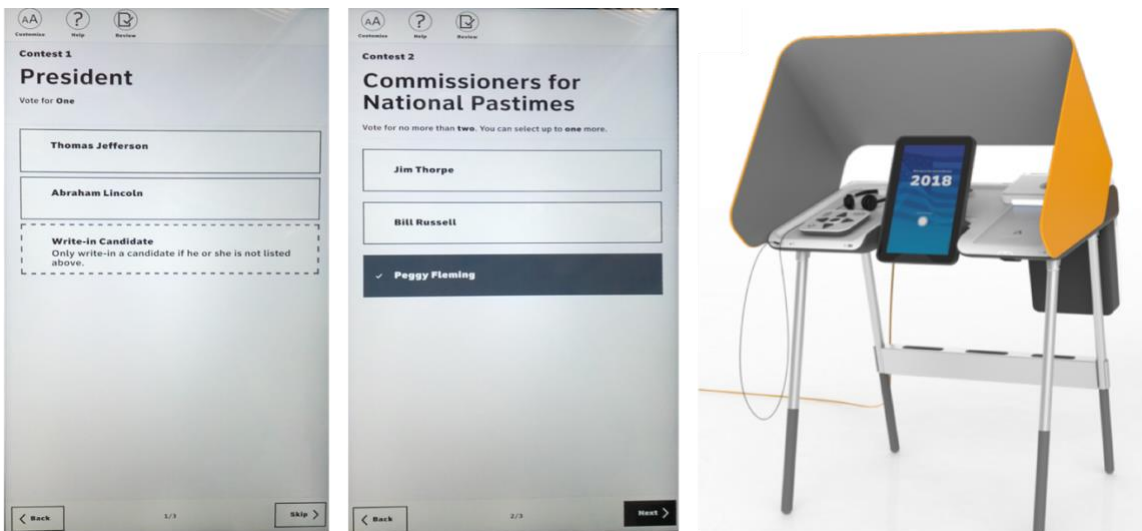 AA
?
Customize
Help
Review
Contest 1
President
Vote for One
Thomas Jefferson
Abraham Lincoln
Write-in Candidate
Only write-in a candidate if he or she is not listed
above.
< Back
1/3
Skip >
AA
?
Customize
Help
Review
Contest 2
Commissioners for
National Pastimes
Vote for no more than two. You can select up to one more.
Jim Thorpe
Bill Russell
✓ Peggy Fleming
< Back
2/3
Next >
2018